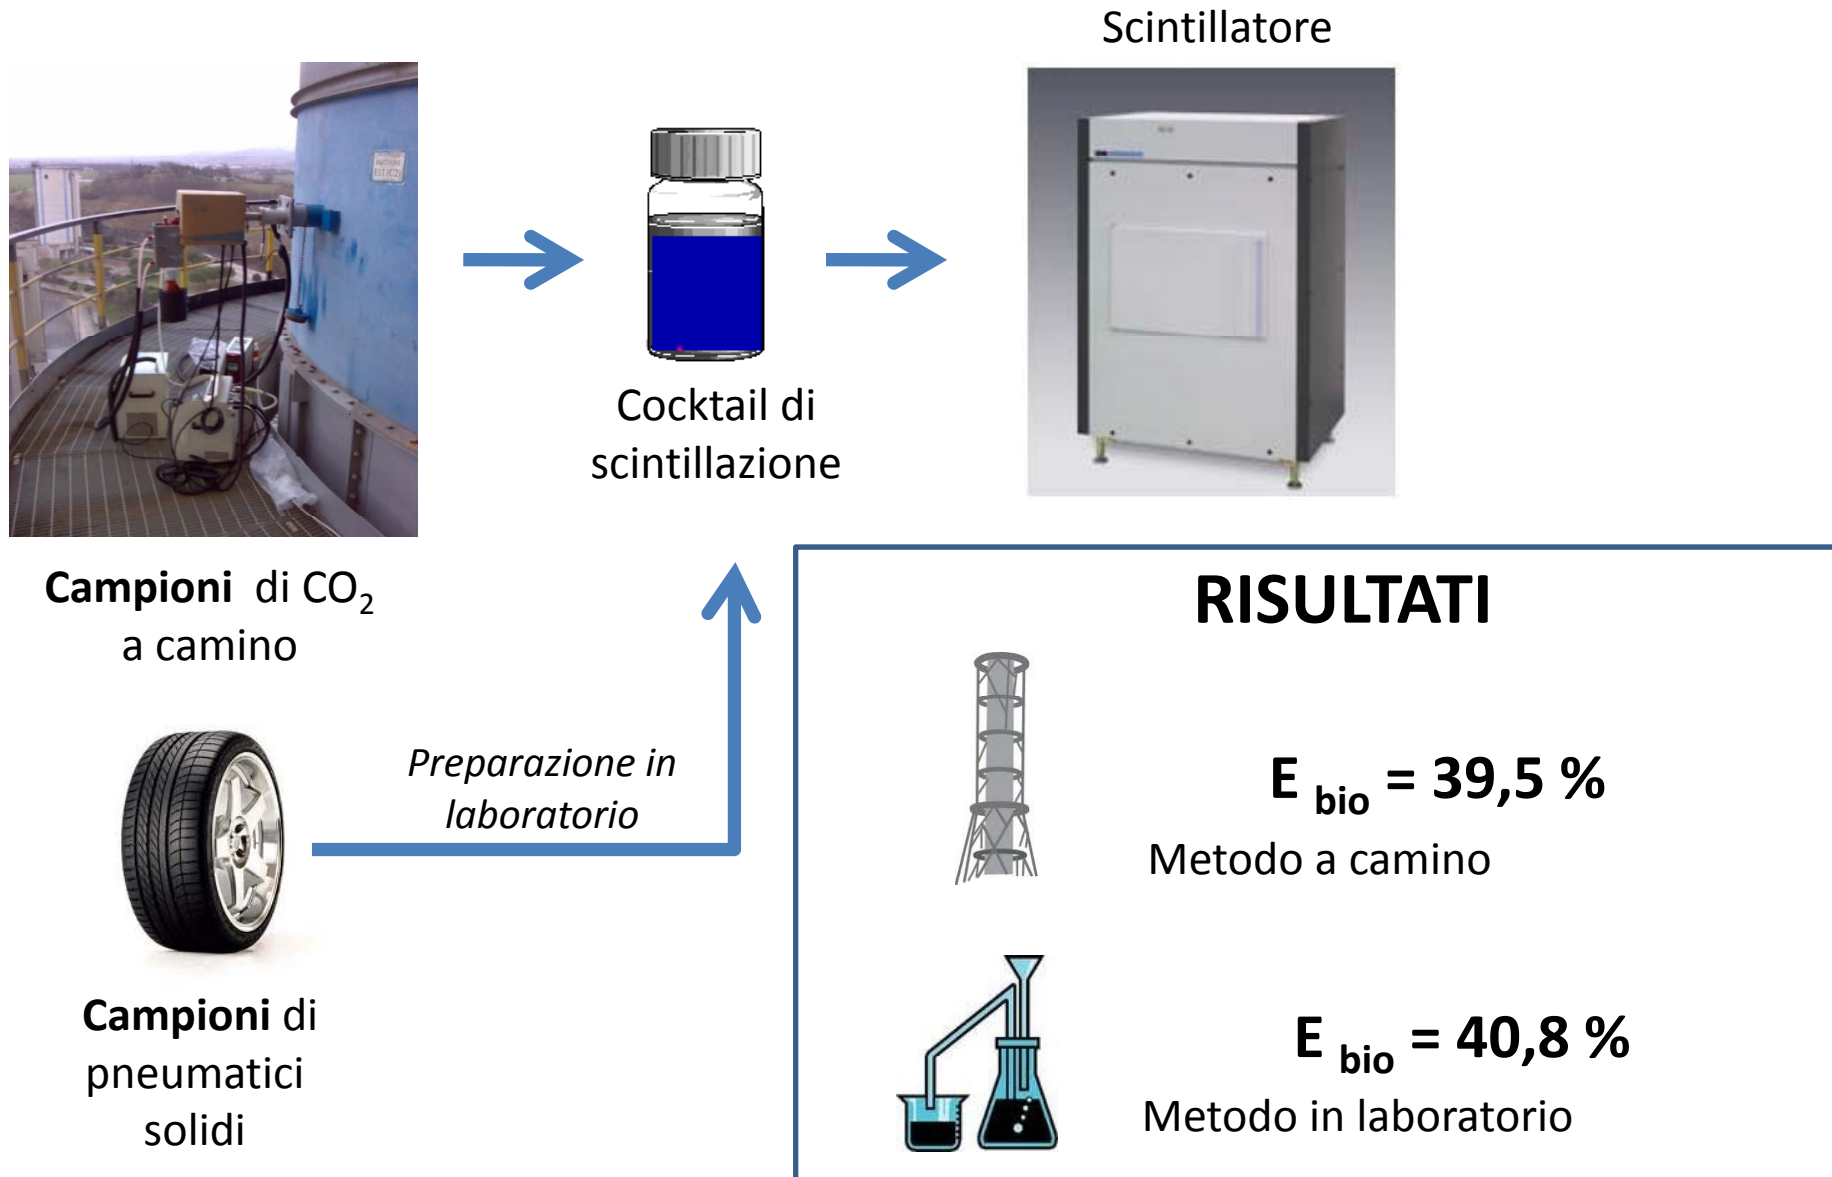 Scintillatore
Cocktail di
scintillazione
Campioni di CO2
a camino
Preparazione in
laboratorio
Campioni di
pneumatici
solidi
RISULTATI
E bio = 39,5 %
Metodo a camino
E bio = 40,8 %
Metodo in laboratorio